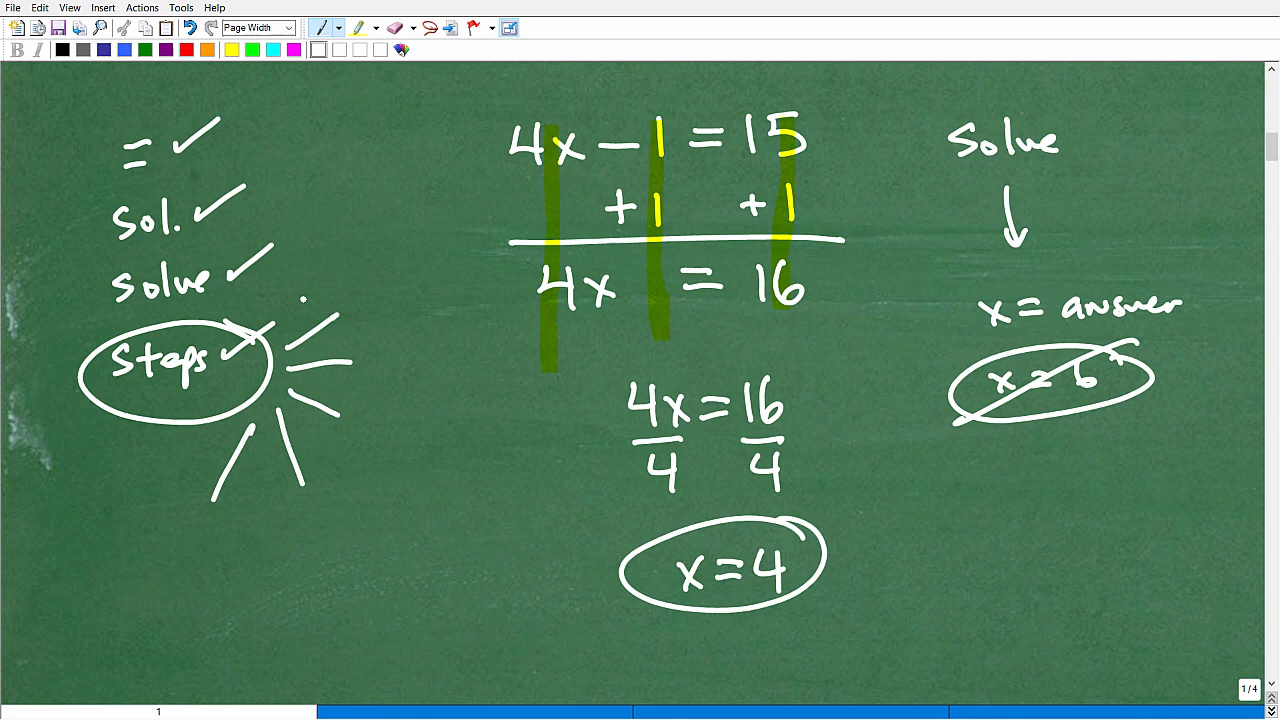 File Edit View Insert Actions Tools Help
Page Width
B I
= ✓
sol. ✓
solve ✓
Steps ✓
4x − 1 = 15
+ 1 + 1
4x = 16
4x = 16
4 4
x = 4
Solve
↓
x = answer
x = 6
1/4
1